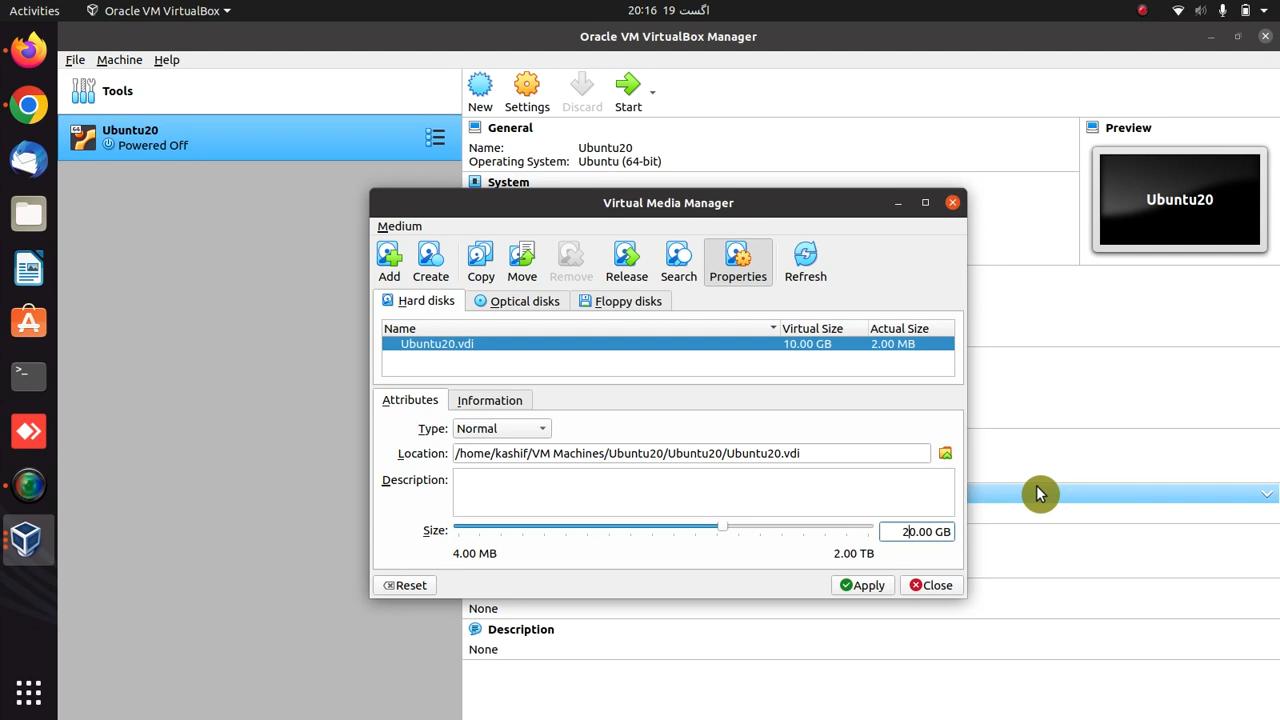 Activities
Oracle VM VirtualBox
20:16 19 اگست
Oracle VM VirtualBox Manager
File Machine Help
Tools
New Settings Discard Start
Ubuntu20
Powered Off
64
General
Name: Ubuntu20
Operating System: Ubuntu (64-bit)
System
Preview
Ubuntu20
Virtual Media Manager
Medium
Add Create Copy Move Remove Release Search Properties Refresh
Hard disks Optical disks Floppy disks
Name Virtual Size Actual Size
Ubuntu20.vdi 10.00 GB 2.00 MB
Attributes Information
Type: Normal
Location: /home/kashif/VM Machines/Ubuntu20/Ubuntu20/Ubuntu20.vdi
Description:
Size: 20.00 GB
4.00 MB 2.00 TB
Reset Apply Close
None
Description
None